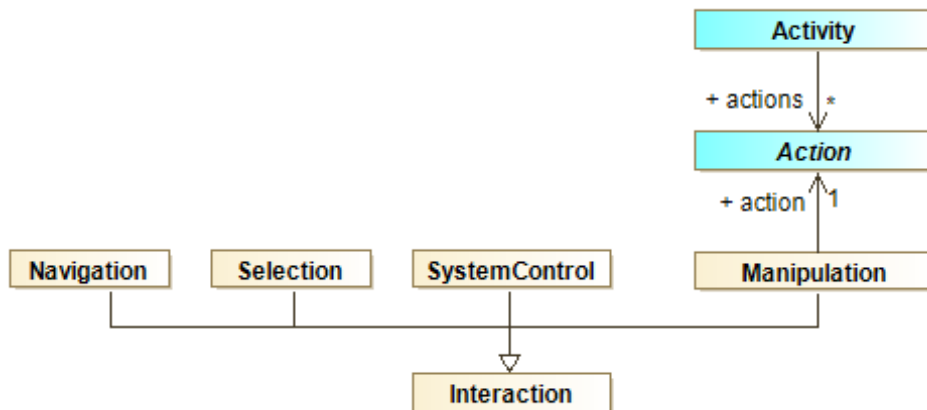 Activity
+ actions *
Action
+ action 1
Navigation Selection SystemControl Manipulation
Interaction